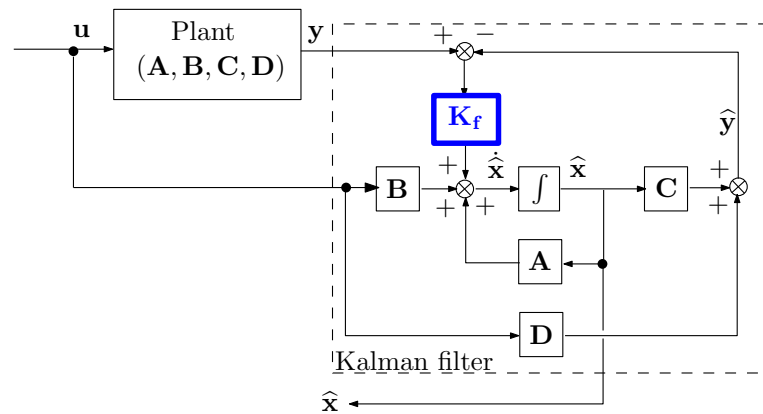 u
Plant
(A, B, C, D)
y
+ −
K_f
ŷ
+
B
+
+
x̂̇
∫
x̂
C
+
+
A
D
Kalman filter
x̂